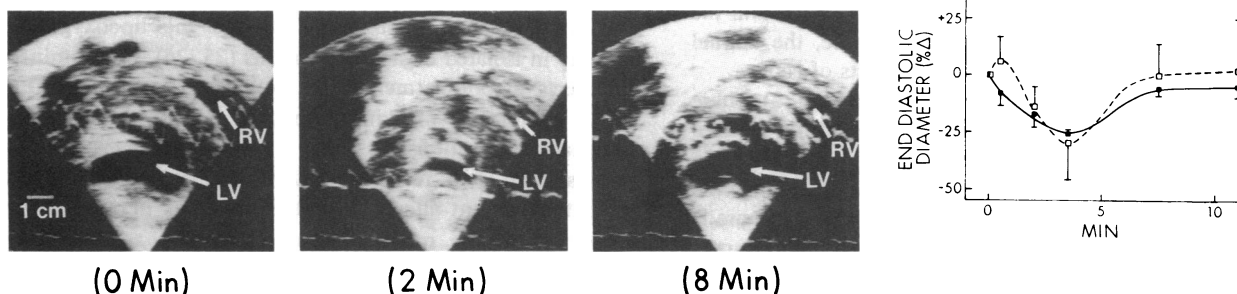 RV
LV
1 cm
(0 Min)
RV
LV
(2 Min)
RV
LV
(8 Min)
END DIASTOLIC
DIAMETER (%Δ)
+25
0
-25
-50
0
5
10
MIN